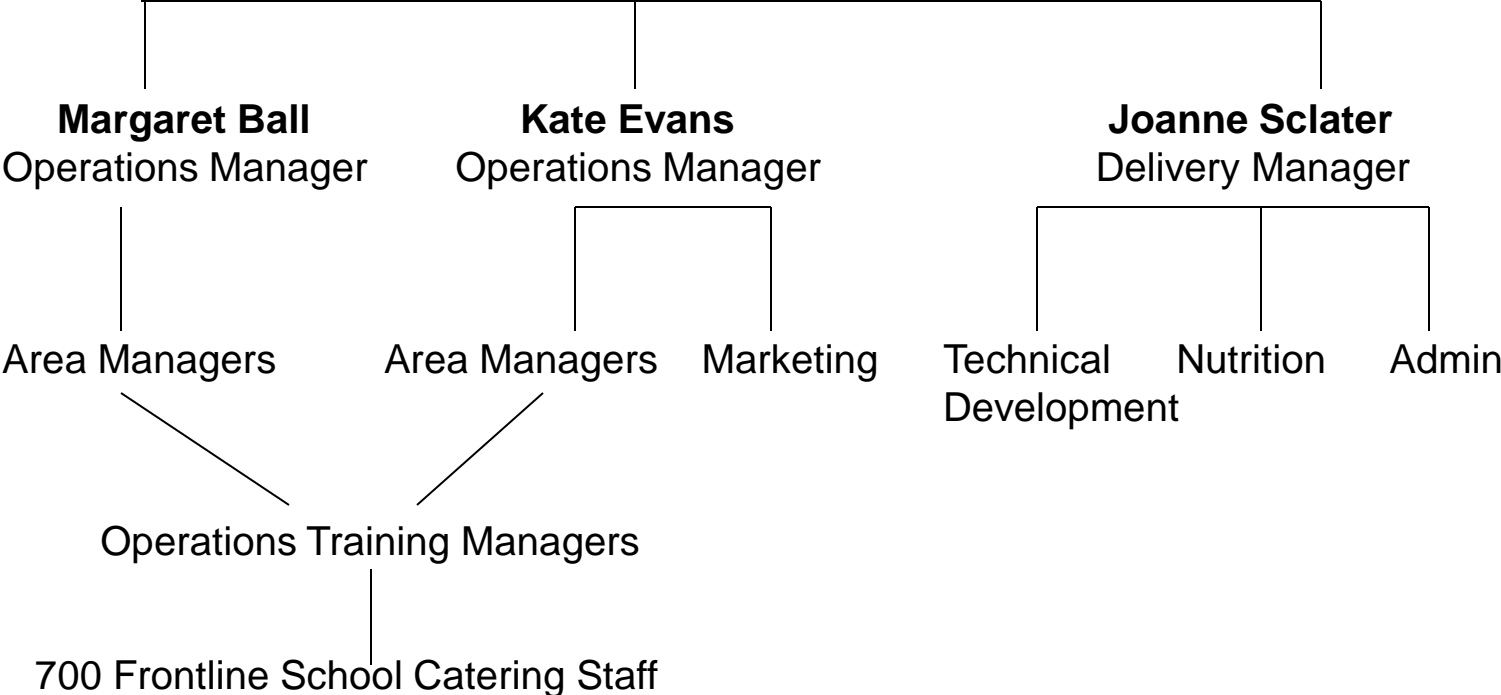 Margaret Ball
Operations Manager
Kate Evans
Operations Manager
Joanne Sclater
Delivery Manager
Area Managers
Area Managers
Marketing
Technical
Development
Nutrition
Admin
Operations Training Managers
700 Frontline School Catering Staff